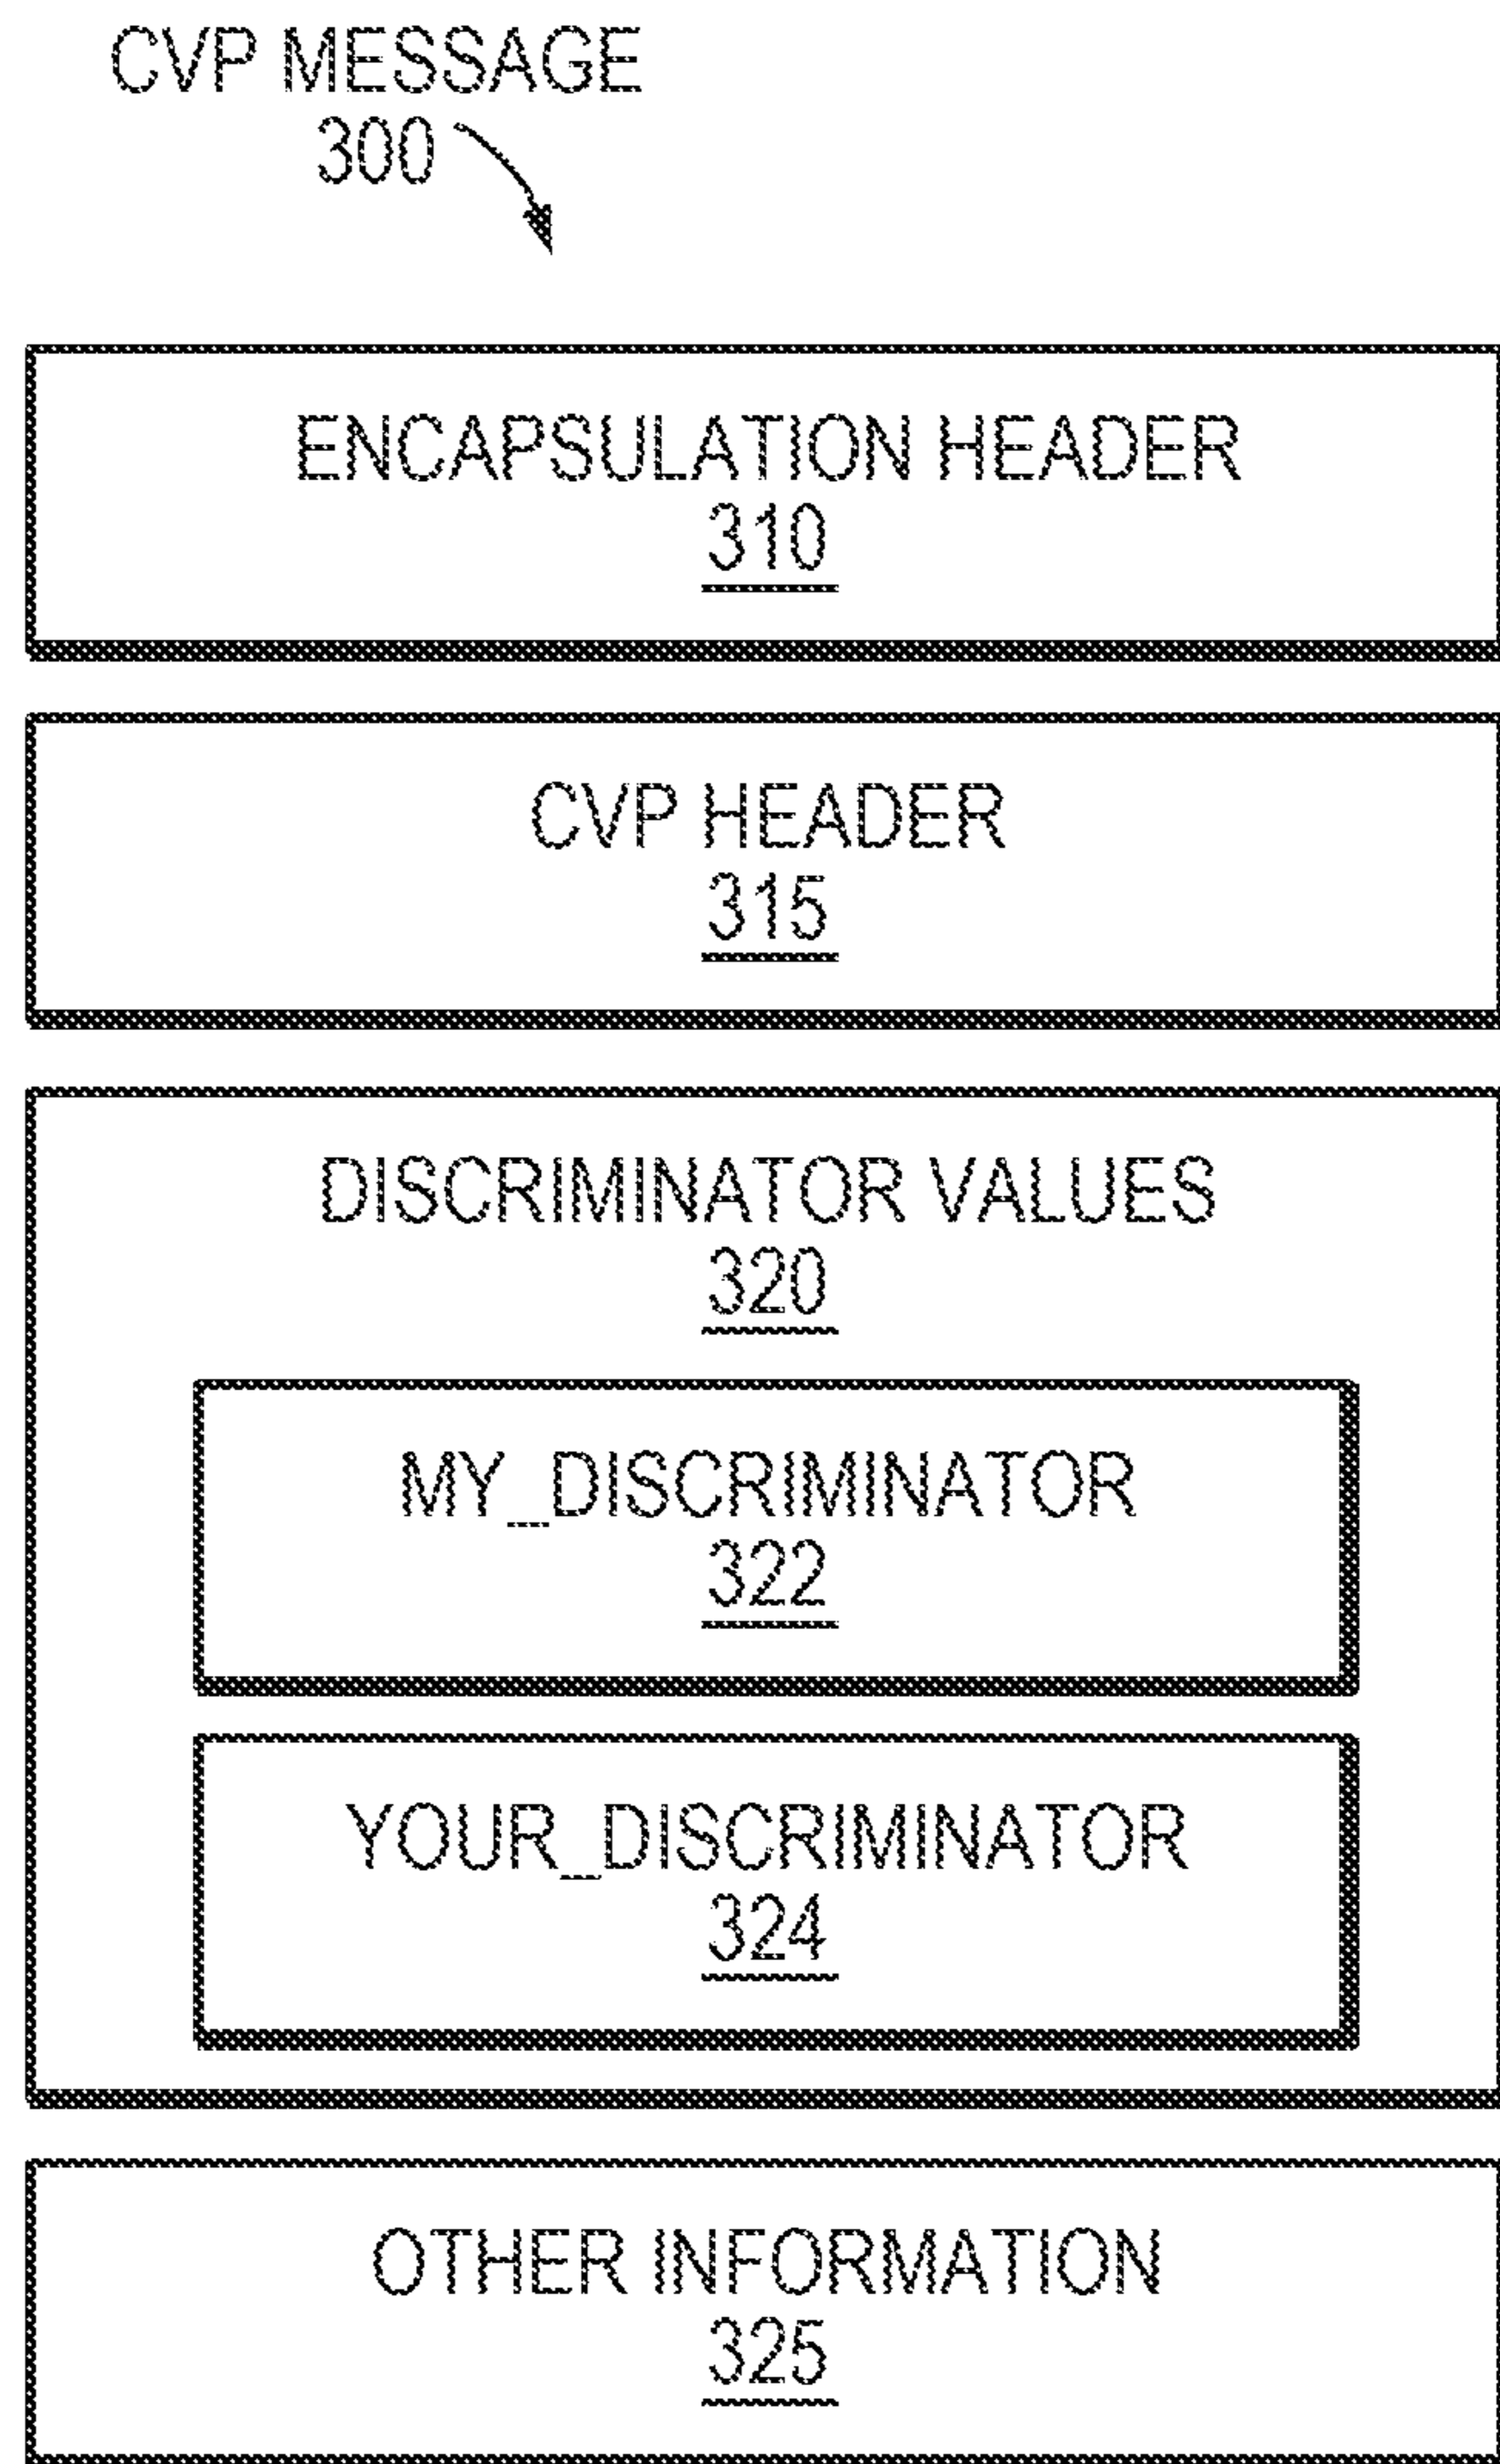 CVP MESSAGE
300
ENCAPSULATION HEADER
310
CVP HEADER
315
DISCRIMINATOR VALUES
320
MY_DISCRIMINATOR
322
YOUR_DISCRIMINATOR
324
OTHER INFORMATION
325